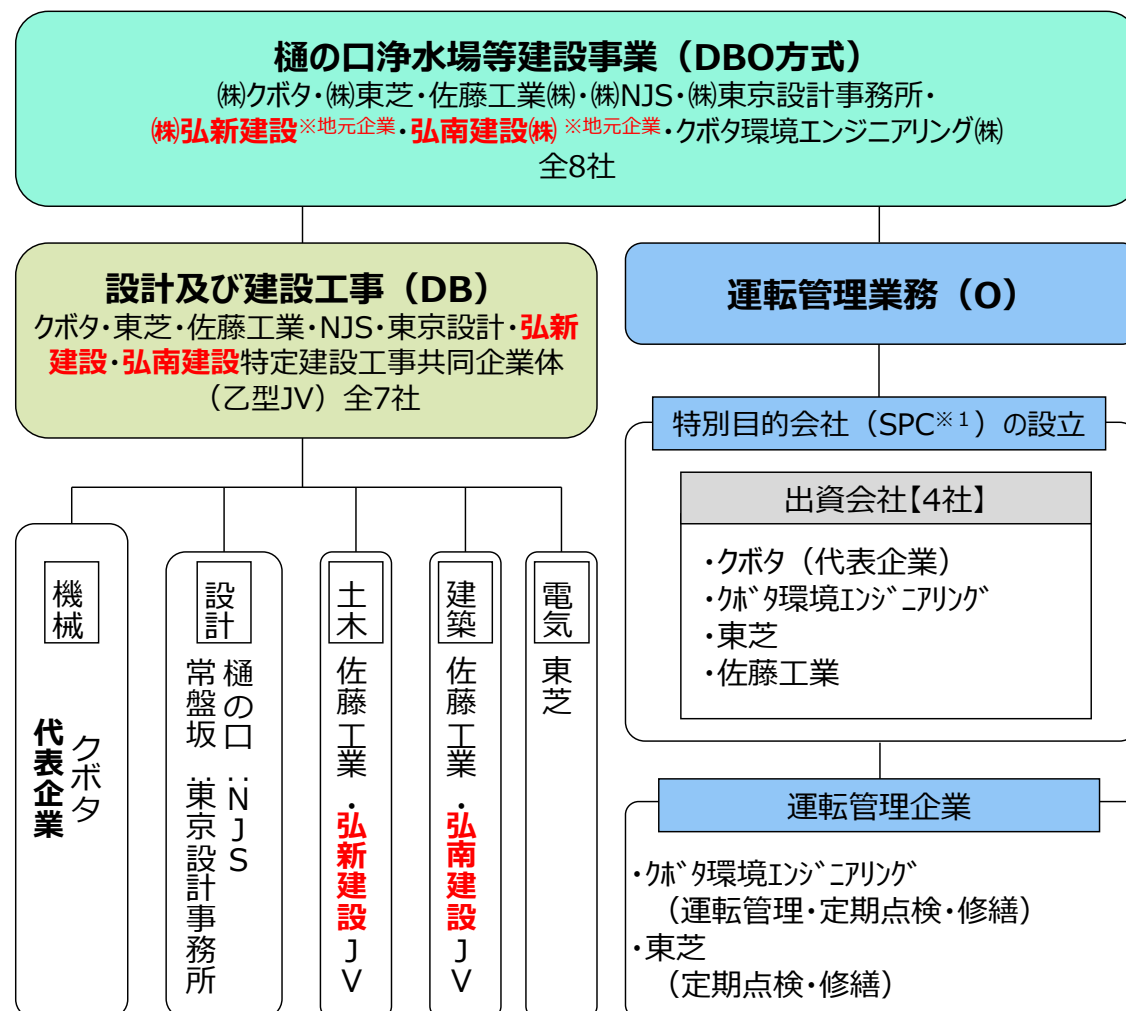 樋の口浄水場等建設事業（DBO方式）
㈱クボタ・㈱東芝・佐藤工業㈱・㈱NJS・㈱東京設計事務所・
㈱弘新建設※地元企業・弘南建設㈱ ※地元企業・クボタ環境エンジニアリング㈱
全8社
設計及び建設工事（DB）
クボタ・東芝・佐藤工業・NJS・東京設計・弘新
建設・弘南建設特定建設工事共同企業体
（乙型JV）全7社
機械
クボタ
代表企業
設計
樋の口：NJS
常盤坂：東京設計事務所
土木
佐藤工業・弘新建設JV
建築
佐藤工業・弘南建設JV
電気
東芝
運転管理業務（O）
特別目的会社（SPC※1）の設立
出資会社【4社】
・クボタ（代表企業）
・ｸﾎﾞﾀ環境ｴﾝｼﾞﾆｱﾘﾝｸﾞ
・東芝
・佐藤工業
運転管理企業
・ｸﾎﾞﾀ環境ｴﾝｼﾞﾆｱﾘﾝｸﾞ
（運転管理・定期点検・修繕）
・東芝
（定期点検・修繕）